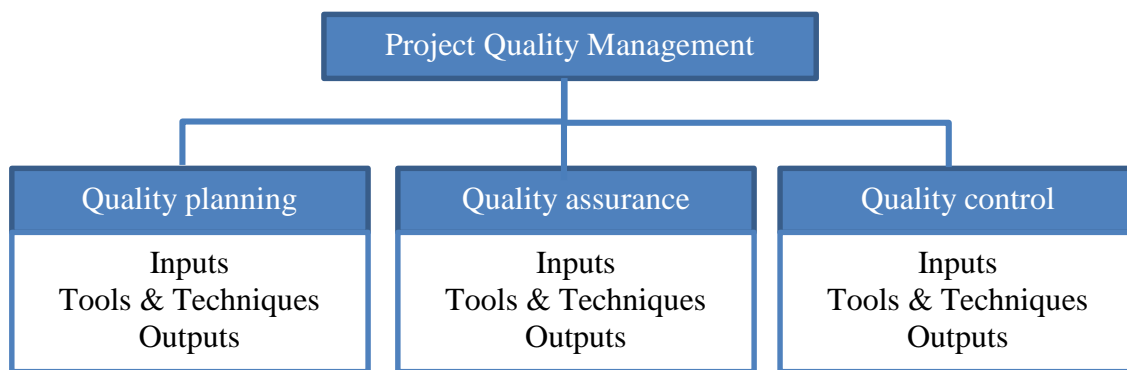 Project Quality Management
Quality planning
Inputs
Tools & Techniques
Outputs
Quality assurance
Inputs
Tools & Techniques
Outputs
Quality control
Inputs
Tools & Techniques
Outputs